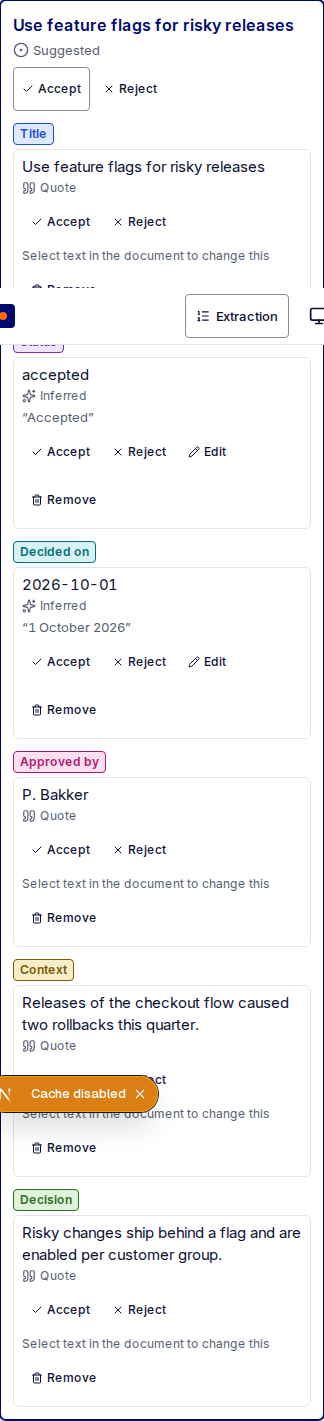 Use feature flags for risky releases
Suggested
Accept Reject
Title
Use feature flags for risky releases
Quote
Accept Reject
Select text in the document to change this
Extraction
Status
accepted
Inferred
“Accepted”
Accept Reject Edit
Remove
Decided on
2026-10-01
Inferred
“1 October 2026”
Accept Reject Edit
Remove
Approved by
P. Bakker
Quote
Accept Reject
Select text in the document to change this
Remove
Context
Releases of the checkout flow caused
two rollbacks this quarter.
Quote
Cache disabled
Select text in the document to change this
Remove
Decision
Risky changes ship behind a flag and are
enabled per customer group.
Quote
Accept Reject
Select text in the document to change this
Remove